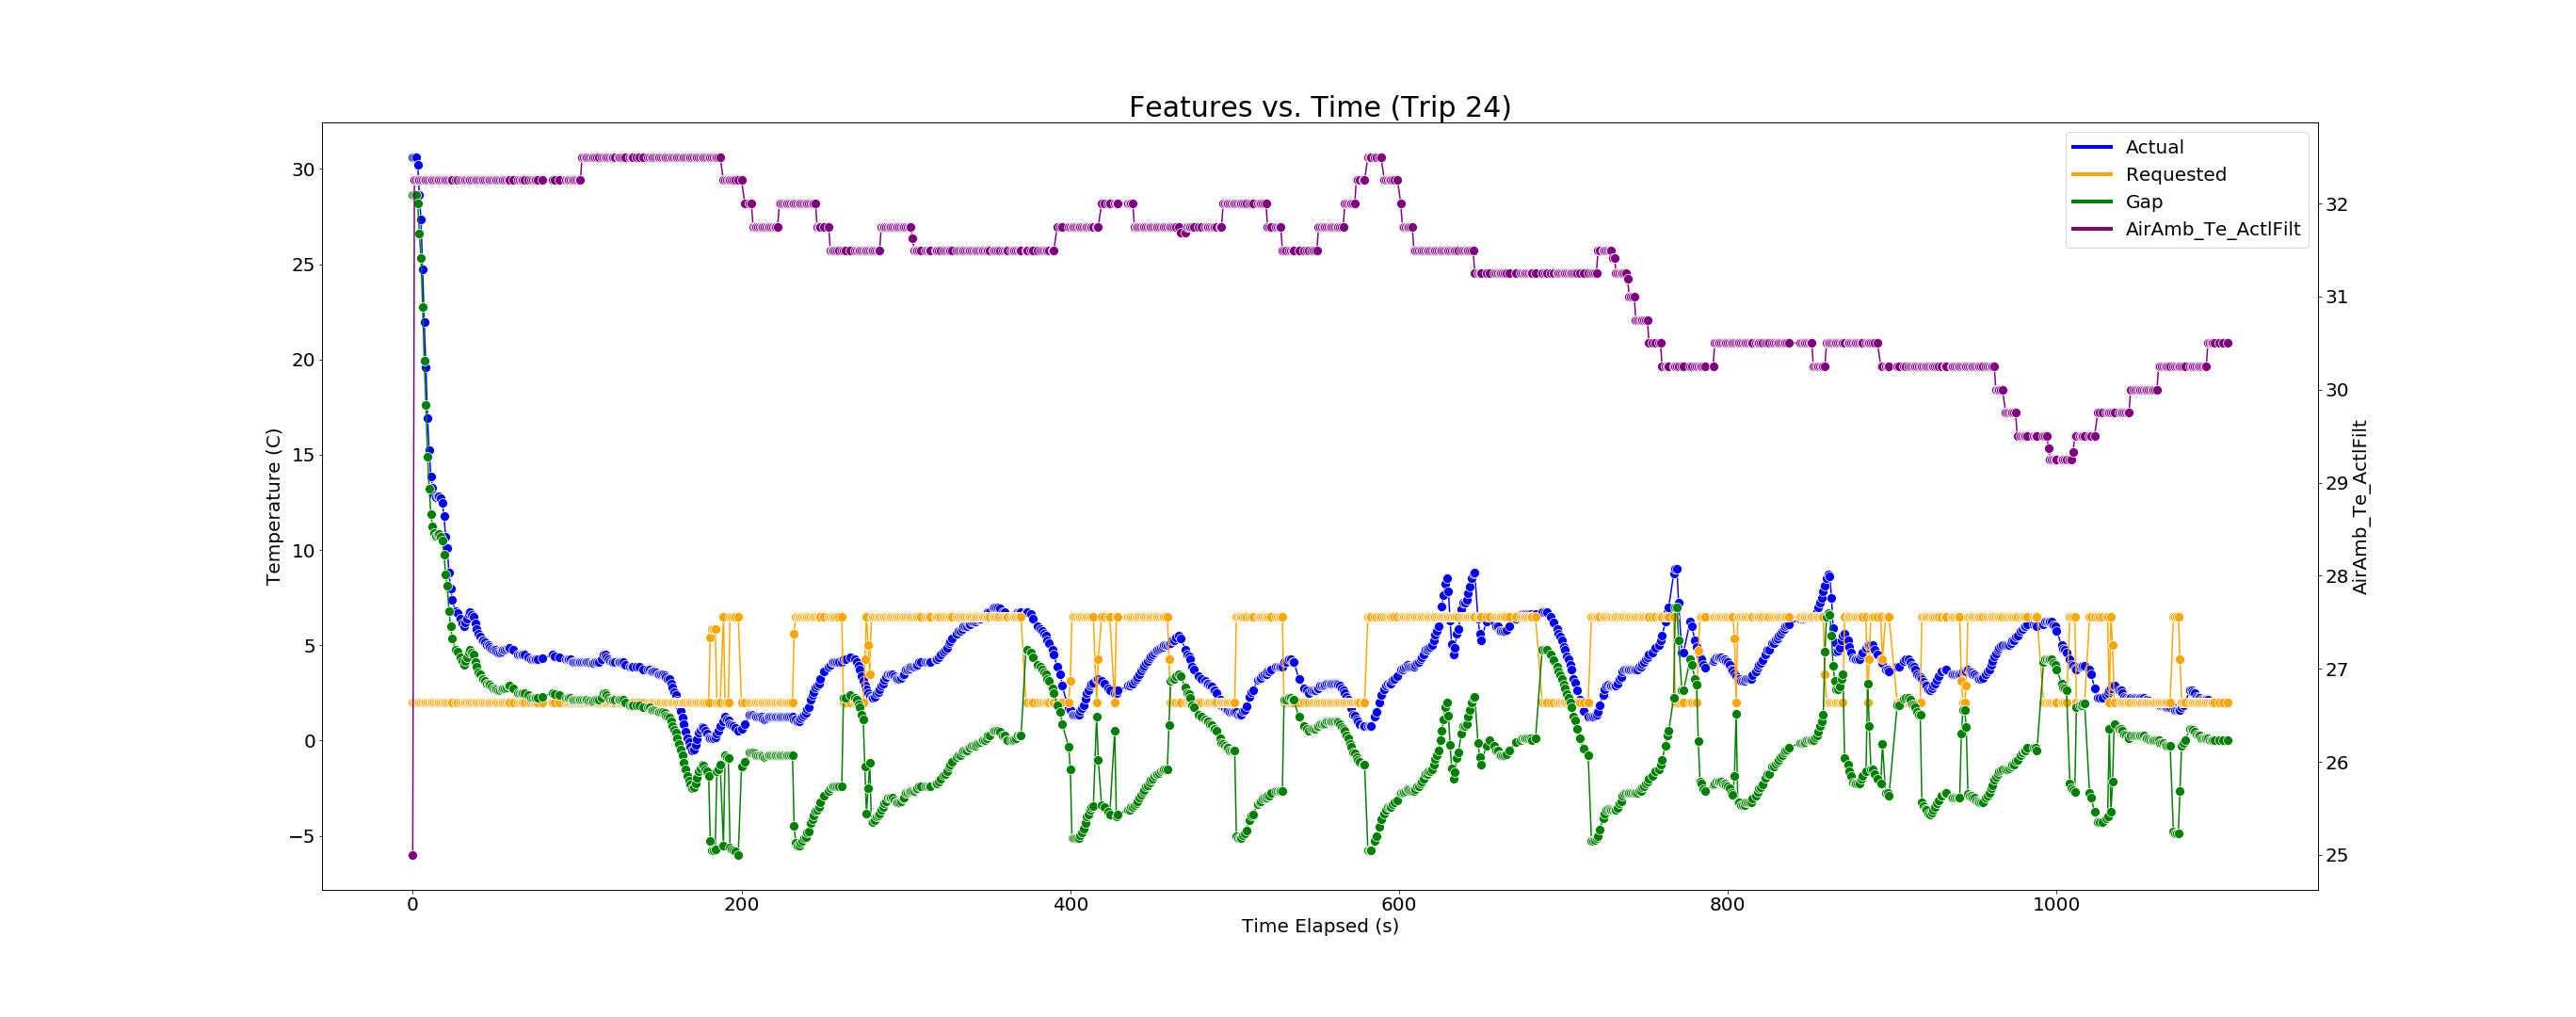 Features vs. Time (Trip 24)
Actual
Requested
Gap
AirAmb_Te_ActlFilt
30
25
20
15
10
5
0
−5
Temperature (C)
32
31
30
29
28
27
26
25
AirAmb_Te_ActlFilt
0 200 400 600 800 1000
Time Elapsed (s)